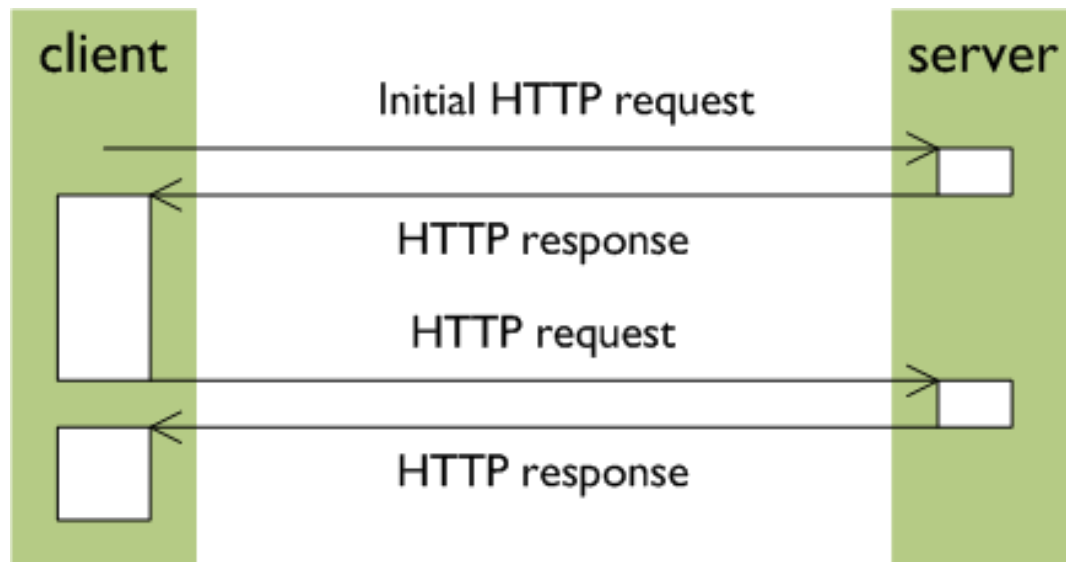 client
server
Initial HTTP request
HTTP response
HTTP request
HTTP response